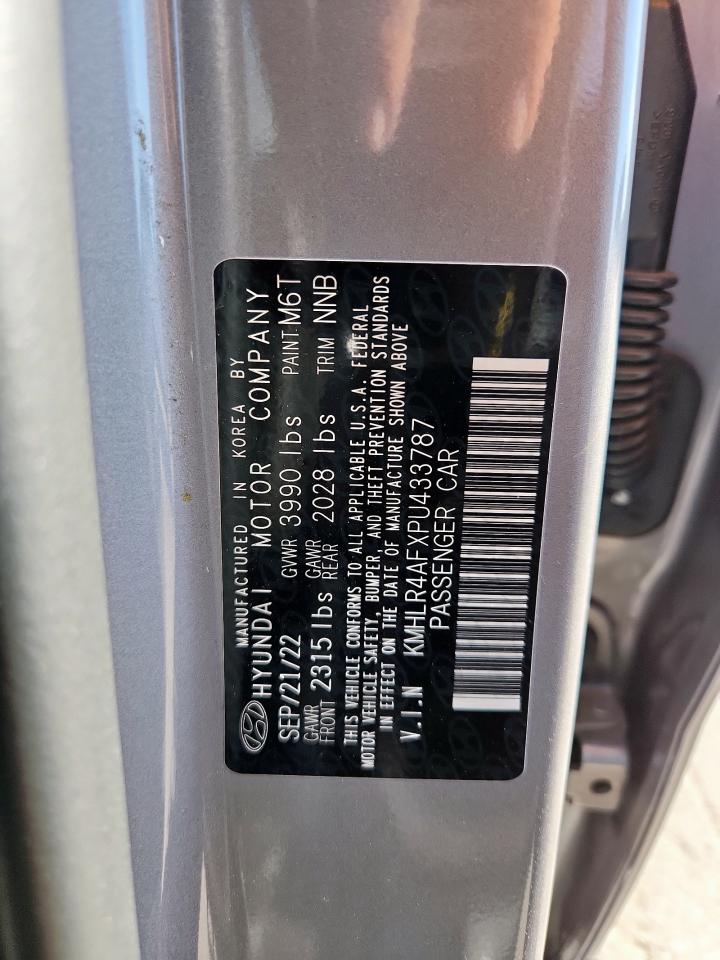 MANUFACTURED IN KOREA BY
HYUNDAI MOTOR COMPANY
SEP/21/22 GVWR 3990 lbs PAINT M6T
GAWR FRONT 2315 lbs GAWR REAR 2028 lbs TRIM NNB
THIS VEHICLE CONFORMS TO ALL APPLICABLE U.S.A. FEDERAL
MOTOR VEHICLE SAFETY, BUMPER, AND THEFT PREVENTION STANDARDS
IN EFFECT ON THE DATE OF MANUFACTURE SHOWN ABOVE
V.I.N KMHLR4AFXPU433787
PASSENGER CAR